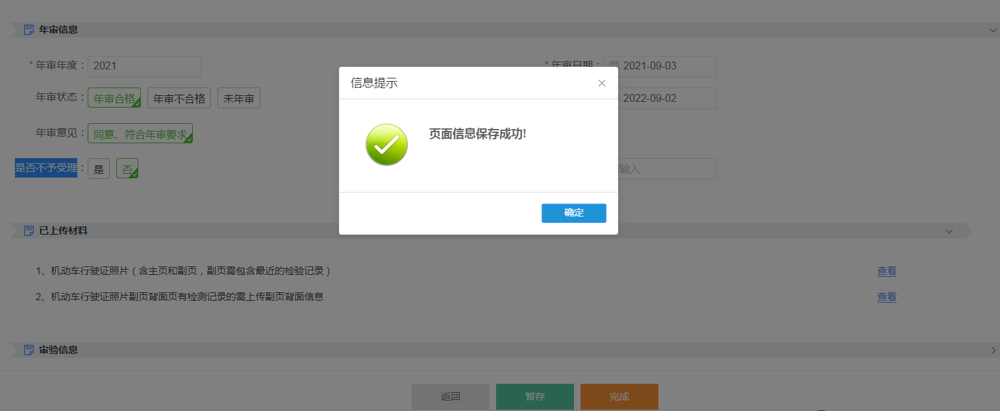 年审信息
* 年审年度： 2021
* 年审日期： 2021-09-03
年审状态： 年审合格 年审不合格 未年审
2022-09-02
年审意见： 同意、符合年审要求
是否不予受理： 是 否
输入
信息提示
页面信息保存成功!
确定
已上传材料
1、机动车行驶证照片（含主页和副页，副页需包含最近的检验记录） 查看
2、机动车行驶证照片副页背面页有检测记录的需上传副页背面信息 查看
审验信息
返回 暂存 完成